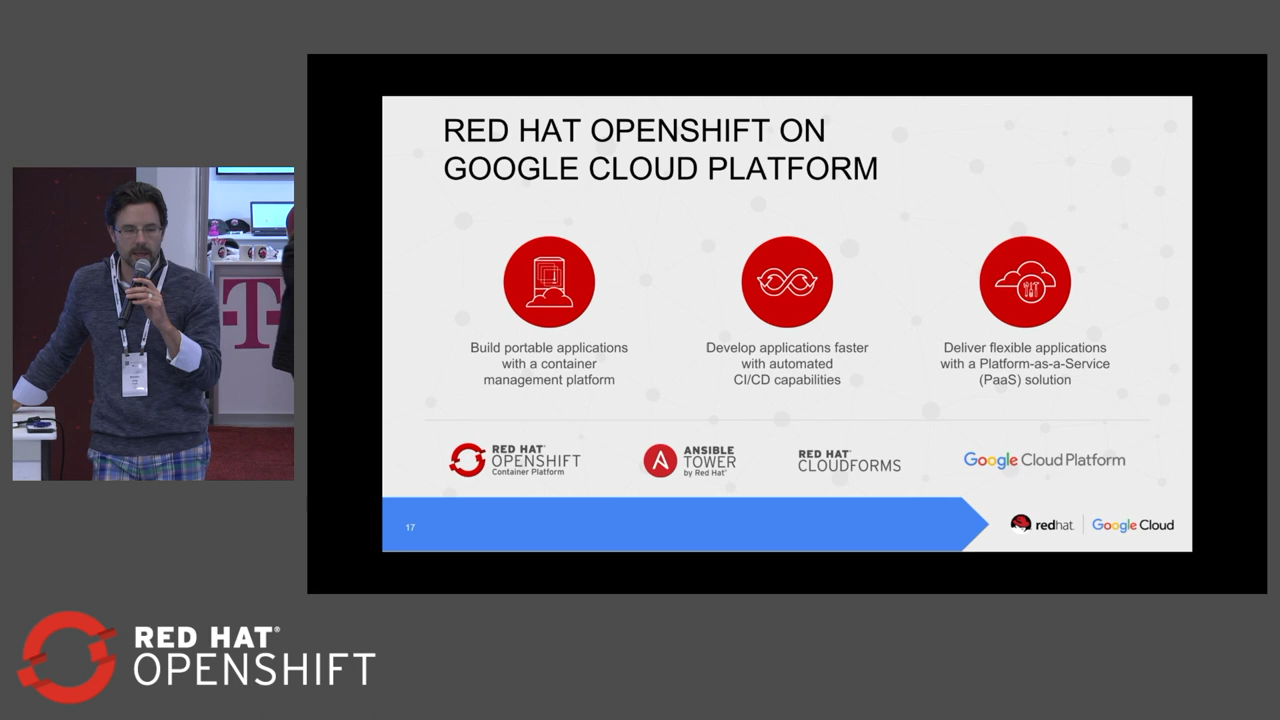 RED HAT OPENSHIFT ON
GOOGLE CLOUD PLATFORM
Build portable applications
with a container
management platform
Develop applications faster
with automated
CI/CD capabilities
Deliver flexible applications
with a Platform-as-a-Service
(PaaS) solution
RED HAT®
OPENSHIFT
Container Platform
ANSIBLE
TOWER
by Red Hat®
RED HAT®
CLOUDFORMS
Google Cloud Platform
17
redhat
Google Cloud
T
RED HAT®
OPENSHIFT